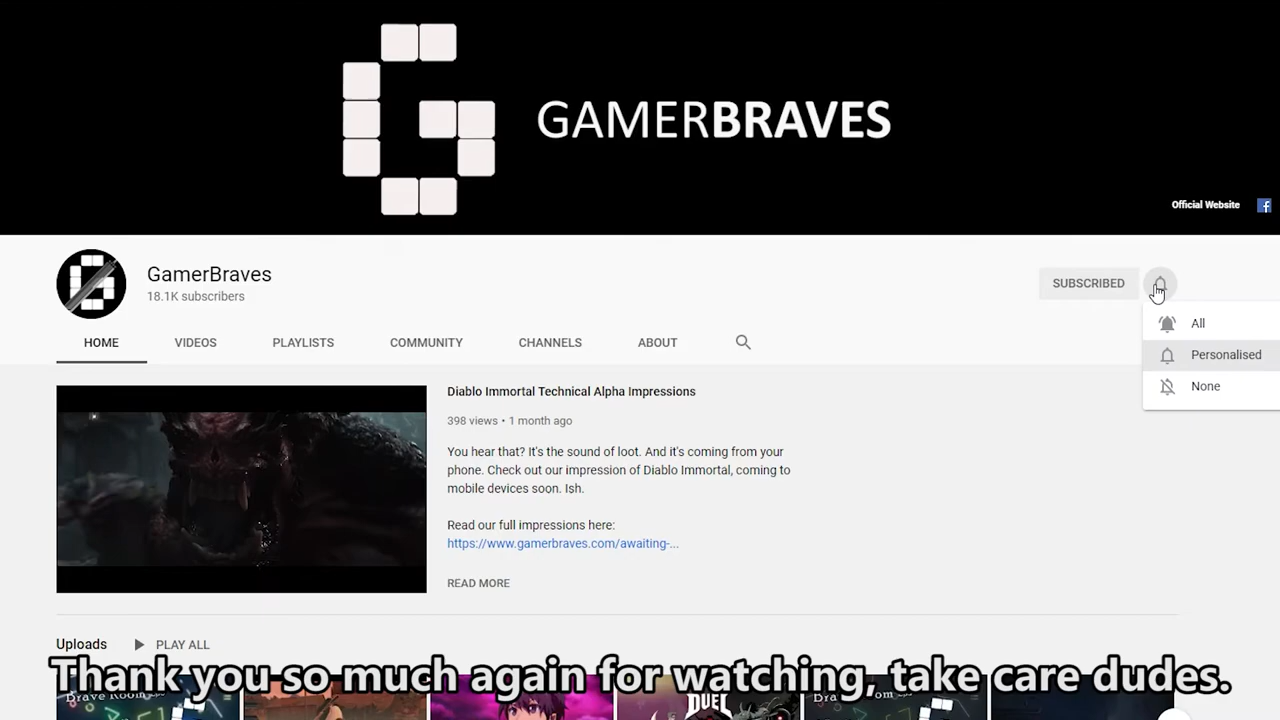 GAMERBRAVES
Official Website
GamerBraves
18.1K subscribers
SUBSCRIBED
All
Personalised
None
HOME VIDEOS PLAYLISTS COMMUNITY CHANNELS ABOUT
Diablo Immortal Technical Alpha Impressions
398 views • 1 month ago
You hear that? It's the sound of loot. And it's coming from your
phone. Check out our impression of Diablo Immortal, coming to
mobile devices soon. Ish.
Read our full impressions here:
https://www.gamerbraves.com/awaiting-...
READ MORE
Uploads PLAY ALL
Thank you so much again for watching, take care dudes.